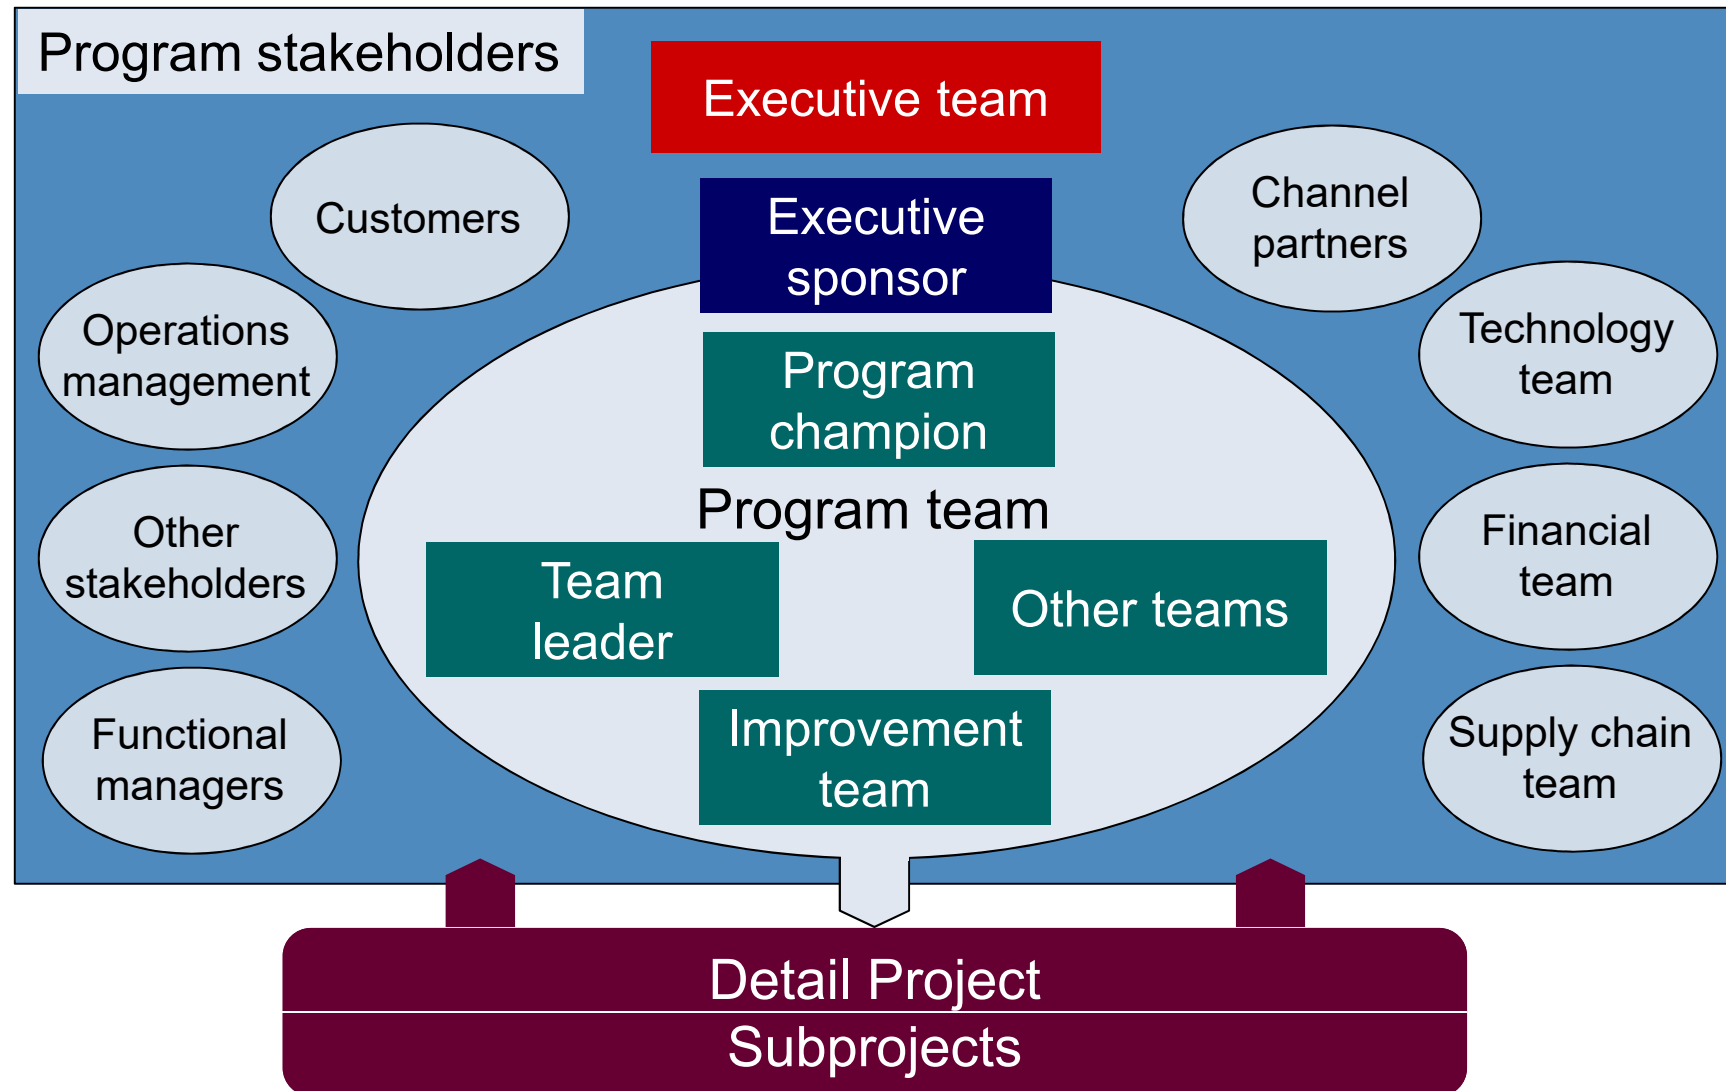 Program stakeholders
Executive team
Customers
Executive
sponsor
Channel
partners
Operations
management
Program
champion
Technology
team
Program team
Other
stakeholders
Team
leader
Other teams
Financial
team
Functional
managers
Improvement
team
Supply chain
team
Detail Project
Subprojects